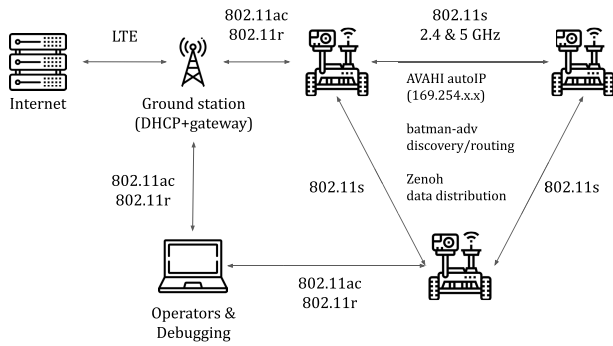 LTE
802.11ac
802.11r
802.11s
2.4 & 5 GHz
Internet
Ground station
(DHCP+gateway)
AVAHI autoIP
(169.254.x.x)
batman-adv
discovery/routing
Zenoh
data distribution
802.11ac
802.11r
802.11s
802.11s
802.11ac
802.11r
Operators &
Debugging